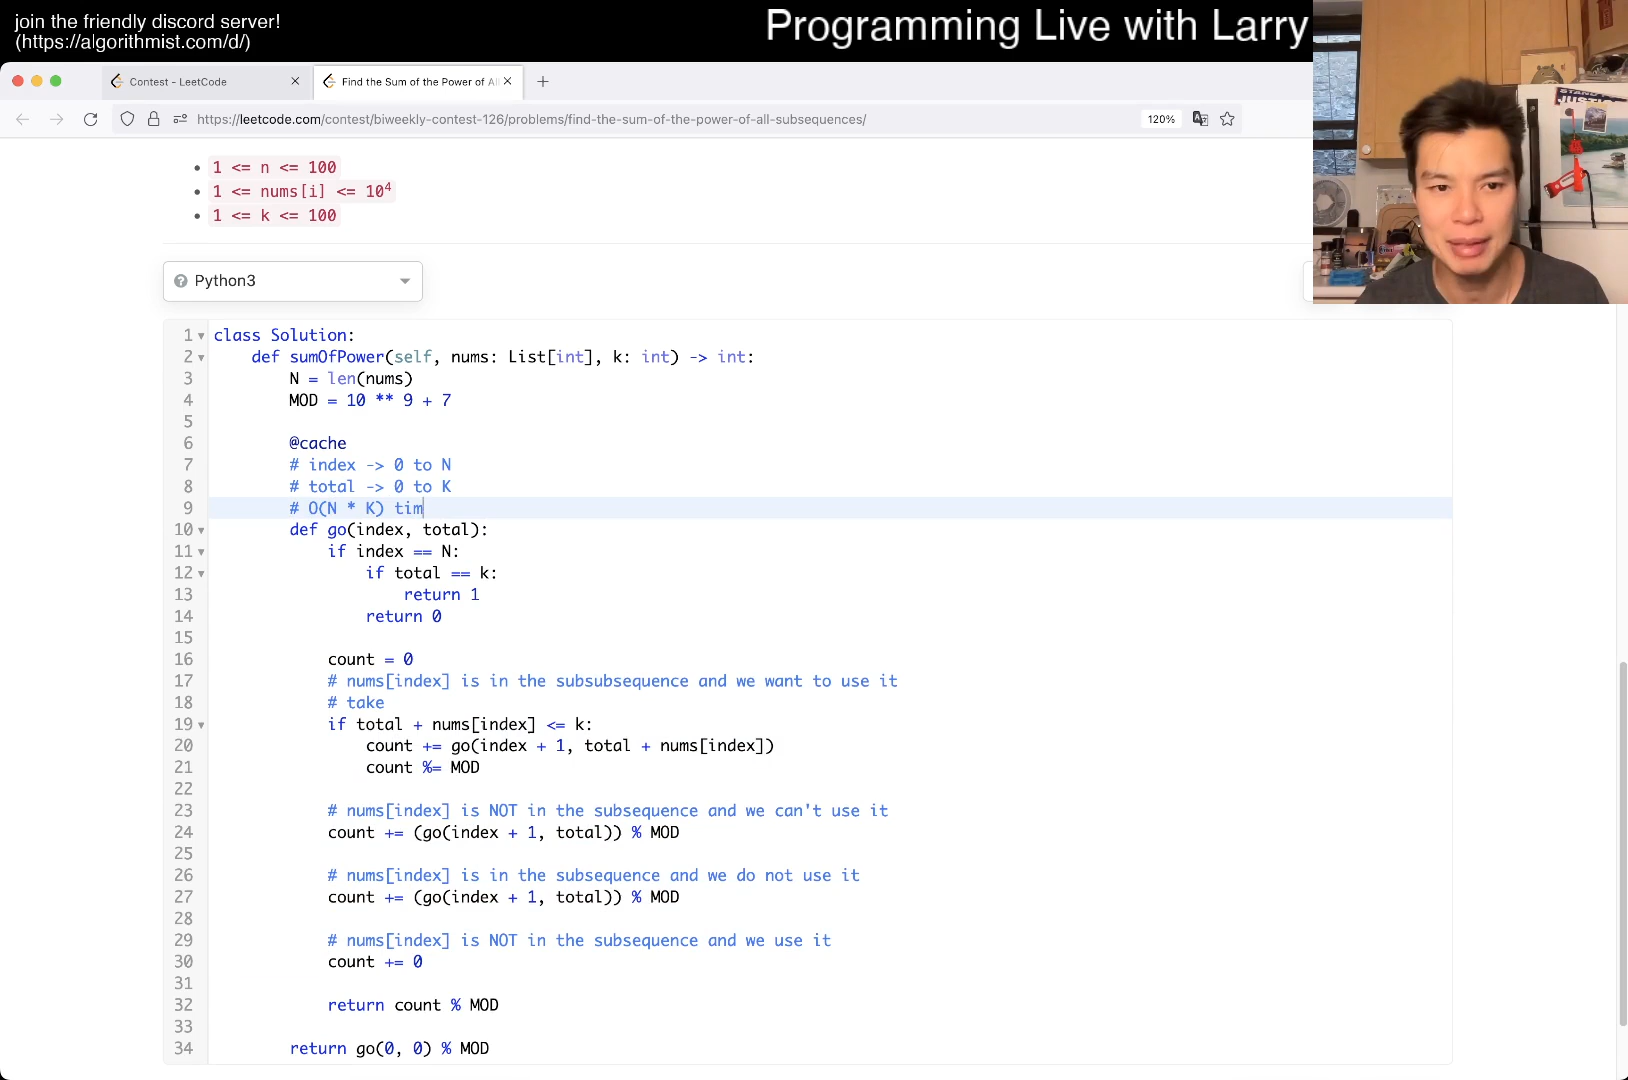 join the friendly discord server!
(https://algorithmist.com/d/)
Programming Live with Larry
Contest - LeetCode
Find the Sum of the Power of Al
https://leetcode.com/contest/biweekly-contest-126/problems/find-the-sum-of-the-power-of-all-subsequences/
120%
1 <= n <= 100
1 <= nums[i] <= 10⁴
1 <= k <= 100
Python3
1 class Solution:
2 def sumOfPower(self, nums: List[int], k: int) -> int:
3 N = len(nums)
4 MOD = 10 ** 9 + 7
5
6 @cache
7 # index -> 0 to N
8 # total -> 0 to K
9 # O(N * K) tim
10 def go(index, total):
11 if index == N:
12 if total == k:
13 return 1
14 return 0
15
16 count = 0
17 # nums[index] is in the subsubsequence and we want to use it
18 # take
19 if total + nums[index] <= k:
20 count += go(index + 1, total + nums[index])
21 count %= MOD
22
23 # nums[index] is NOT in the subsequence and we can't use it
24 count += (go(index + 1, total)) % MOD
25
26 # nums[index] is in the subsequence and we do not use it
27 count += (go(index + 1, total)) % MOD
28
29 # nums[index] is NOT in the subsequence and we use it
30 count += 0
31
32 return count % MOD
33
34 return go(0, 0) % MOD